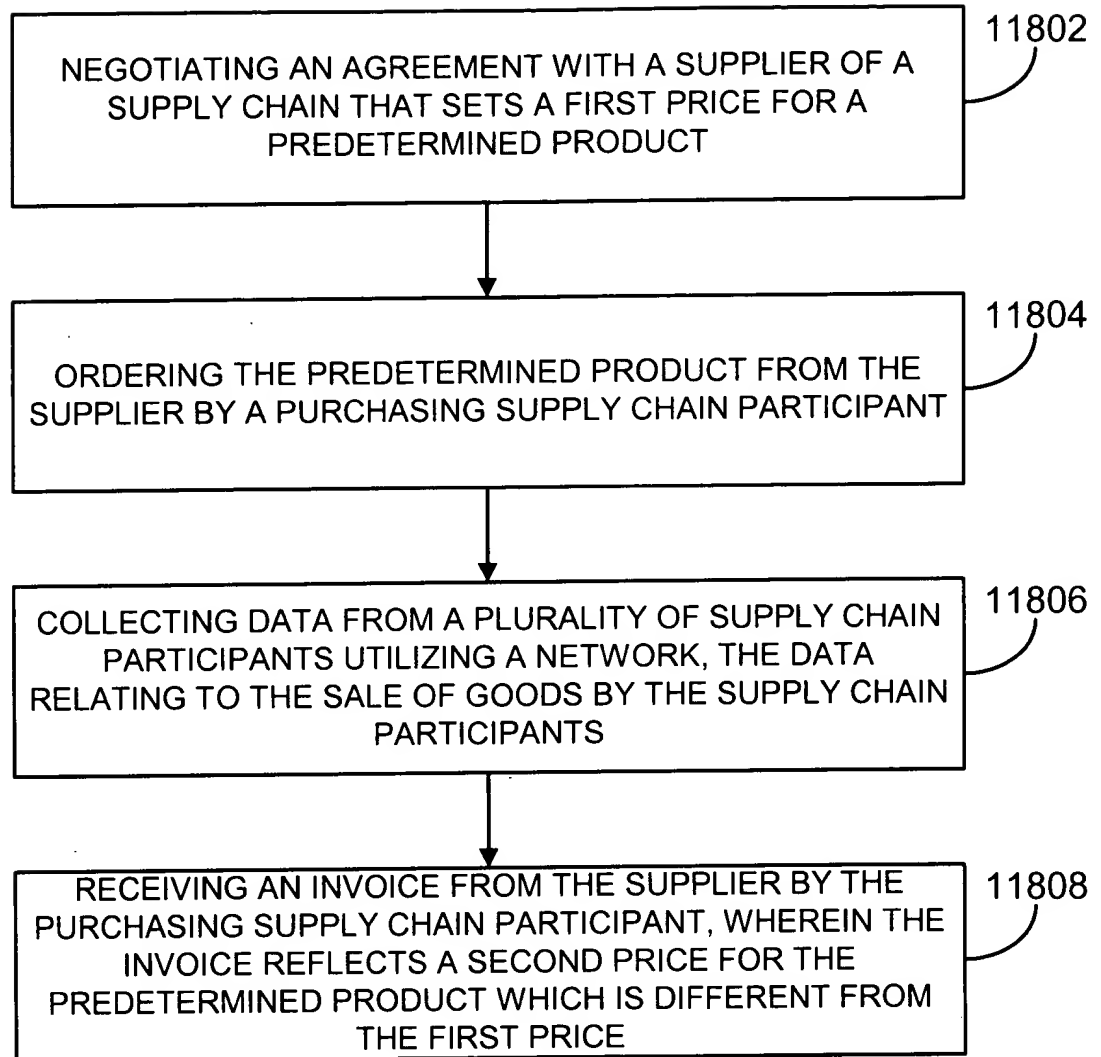 11802
NEGOTIATING AN AGREEMENT WITH A SUPPLIER OF A
SUPPLY CHAIN THAT SETS A FIRST PRICE FOR A
PREDETERMINED PRODUCT
11804
ORDERING THE PREDETERMINED PRODUCT FROM THE
SUPPLIER BY A PURCHASING SUPPLY CHAIN PARTICIPANT
11806
COLLECTING DATA FROM A PLURALITY OF SUPPLY CHAIN
PARTICIPANTS UTILIZING A NETWORK, THE DATA
RELATING TO THE SALE OF GOODS BY THE SUPPLY CHAIN
PARTICIPANTS
11808
RECEIVING AN INVOICE FROM THE SUPPLIER BY THE
PURCHASING SUPPLY CHAIN PARTICIPANT, WHEREIN THE
INVOICE REFLECTS A SECOND PRICE FOR THE
PREDETERMINED PRODUCT WHICH IS DIFFERENT FROM
THE FIRST PRICE